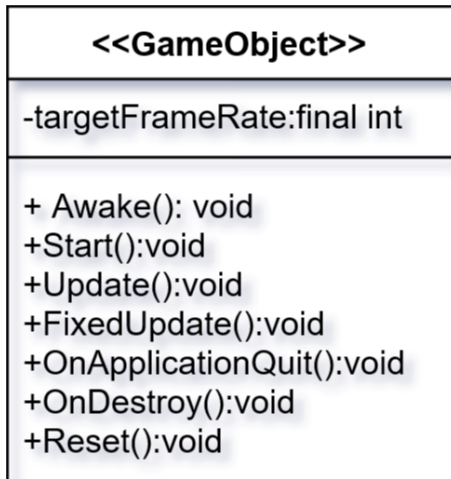 <<GameObject>>
-targetFrameRate:final int
+ Awake(): void
+Start():void
+Update():void
+FixedUpdate():void
+OnApplicationQuit():void
+OnDestroy():void
+Reset():void